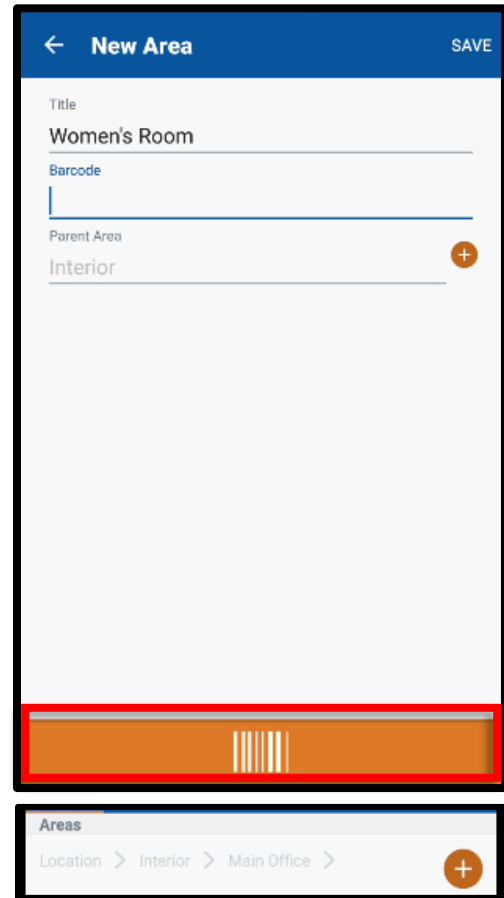 New Area SAVE
Title
Women's Room
Barcode
Parent Area
Interior
Areas
Location > Interior > Main Office >